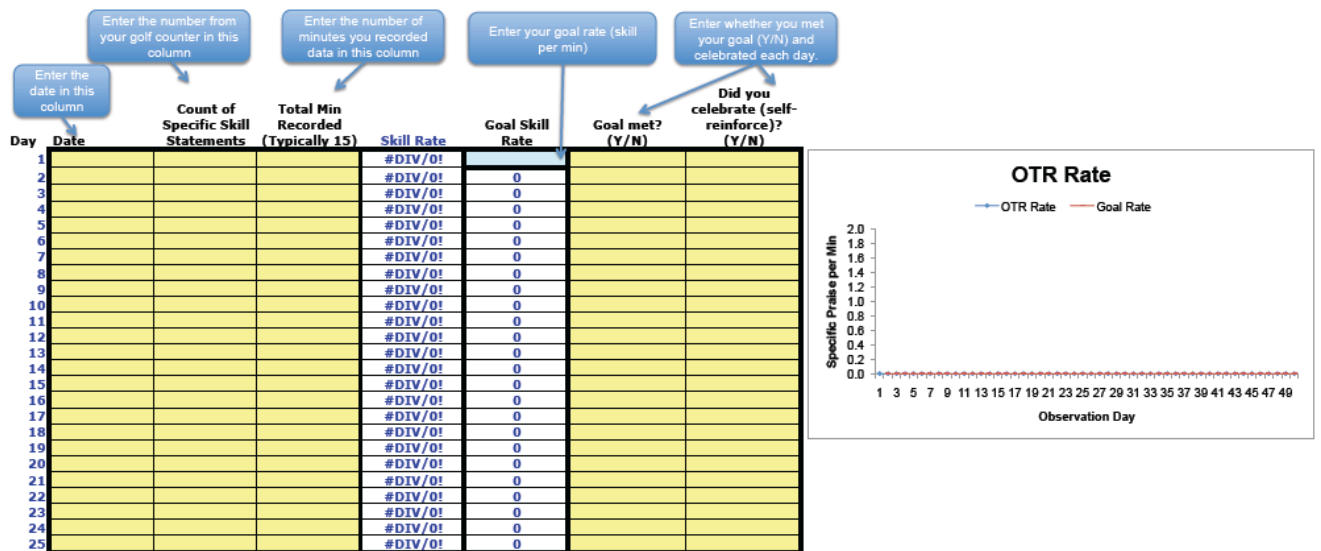 Enter the number from
your golf counter in this
column
Enter the number of
minutes you recorded
data in this column
Enter your goal rate (skill
per min)
Enter whether you met
your goal (Y/N) and
celebrated each day.
Enter the
date in this
column
Day
Date
Count of
Specific Skill
Statements
Total Min
Recorded
(Typically 15)
Skill Rate
Goal Skill
Rate
Goal met?
(Y/N)
Did you
celebrate (self-
reinforce)?
(Y/N)
1 #DIV/0!
2 #DIV/0! 0
3 #DIV/0! 0
4 #DIV/0! 0
5 #DIV/0! 0
6 #DIV/0! 0
7 #DIV/0! 0
8 #DIV/0! 0
9 #DIV/0! 0
10 #DIV/0! 0
11 #DIV/0! 0
12 #DIV/0! 0
13 #DIV/0! 0
14 #DIV/0! 0
15 #DIV/0! 0
16 #DIV/0! 0
17 #DIV/0! 0
18 #DIV/0! 0
19 #DIV/0! 0
20 #DIV/0! 0
21 #DIV/0! 0
22 #DIV/0! 0
23 #DIV/0! 0
24 #DIV/0! 0
25 #DIV/0! 0
OTR Rate
OTR Rate Goal Rate
Specific Praise per Min
2.0
1.8
1.6
1.4
1.2
1.0
0.8
0.6
0.4
0.2
0.0
1 3 5 7 9 11 13 15 17 19 21 23 25 27 29 31 33 35 37 39 41 43 45 47 49
Observation Day